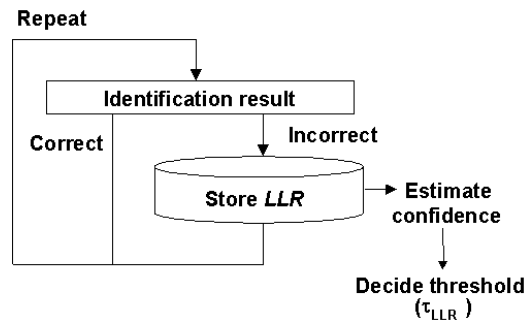 Repeat
Identification result
Correct
Incorrect
Store LLR
Estimate
confidence
Decide threshold
(τLLR )